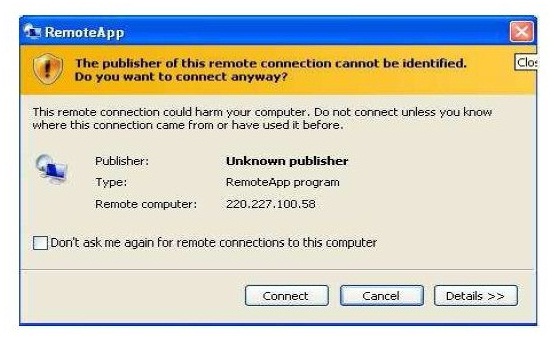 RemoteApp
The publisher of this remote connection cannot be identified.
Do you want to connect anyway?
Clos
This remote connection could harm your computer. Do not connect unless you know
where this connection came from or have used it before.
Publisher: Unknown publisher
Type: RemoteApp program
Remote computer: 220.227.100.58
Don't ask me again for remote connections to this computer
Connect Cancel Details >>